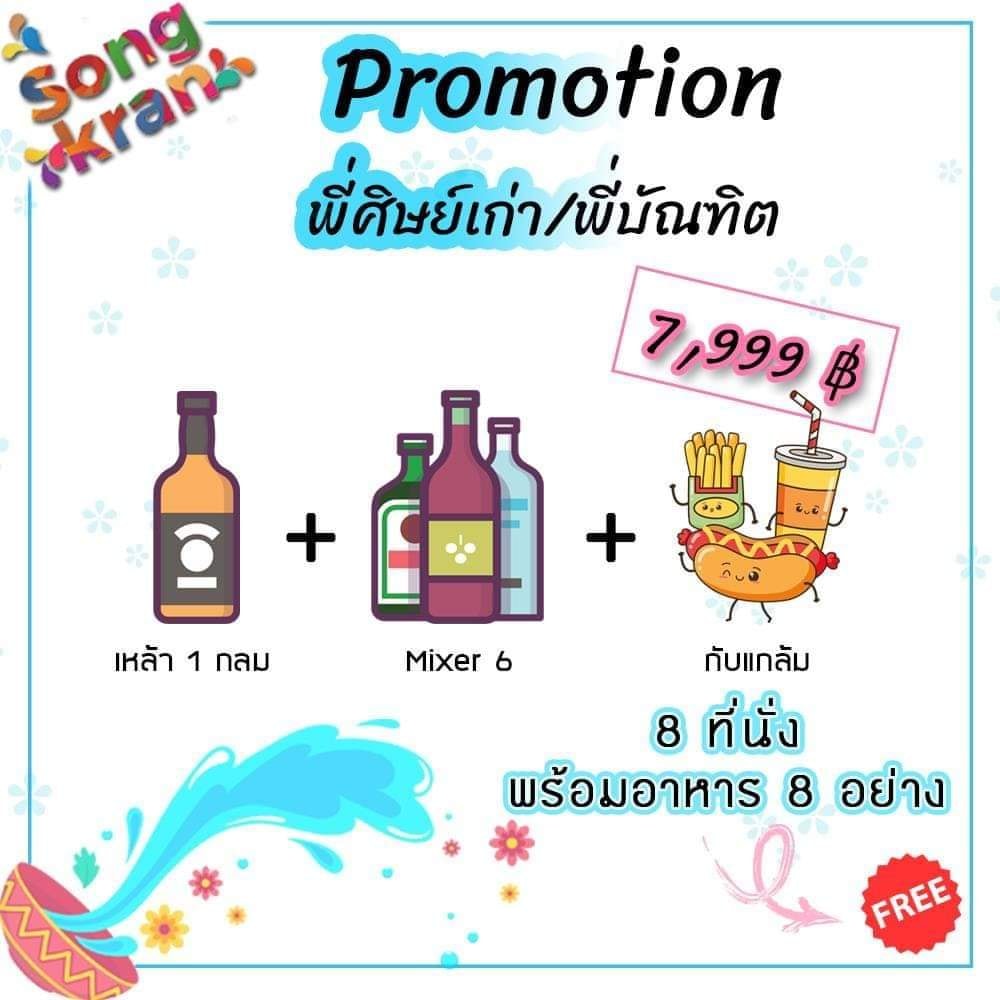 Song
kran
Promotion
พี่ศิษย์เก่า/พี่บัณฑิต
7,999 ฿
เหล้า 1 กลม
+
Mixer 6
+
กับแกล้ม
8 ที่นั่ง
พร้อมอาหาร 8 อย่าง
FREE